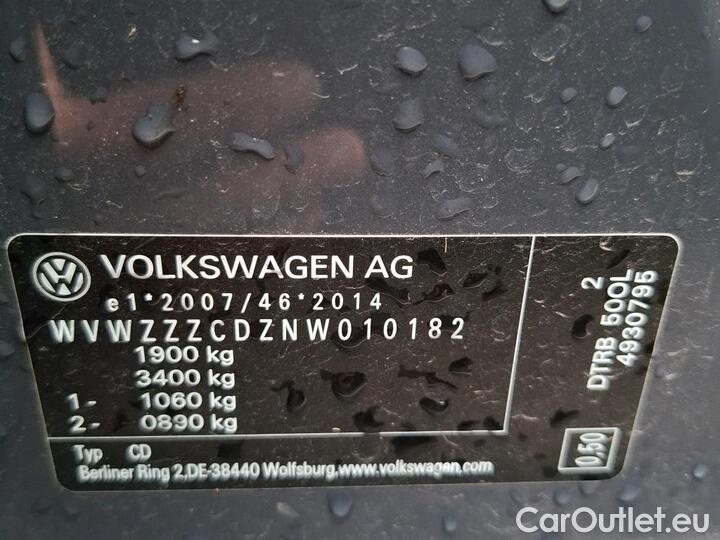 VOLKSWAGEN AG
e1*2007/46*2014
WVWZZZCDZNW010182
1900 kg
3400 kg
1- 1060 kg
2- 0890 kg
Typ CD
Berliner Ring 2,DE-38440 Wolfsburg,www.volkswagen.com
2
DTRB 500L
4930795
0,50
CarOutlet.eu